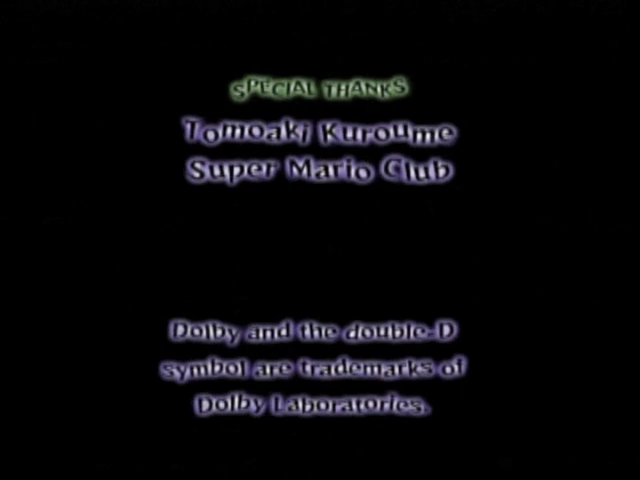 SPECIAL THANKS
Tomoaki Kuroume
Super Mario Club
Dolby and the double-D
symbol are trademarks of
Dolby Laboratories.